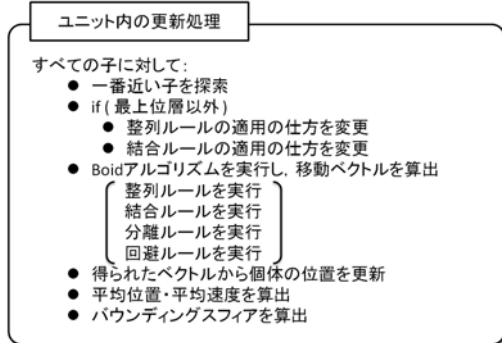 ユニット内の更新処理
すべての子に対して:
● 一番近い子を探索
● if ( 最上位層以外 )
● 整列ルールの適用の仕方を変更
● 結合ルールの適用の仕方を変更
● Boidアルゴリズムを実行し, 移動ベクトルを算出
整列ルールを実行
結合ルールを実行
分離ルールを実行
回避ルールを実行
● 得られたベクトルから個体の位置を更新
● 平均位置・平均速度を算出
● バウンディングスフィアを算出